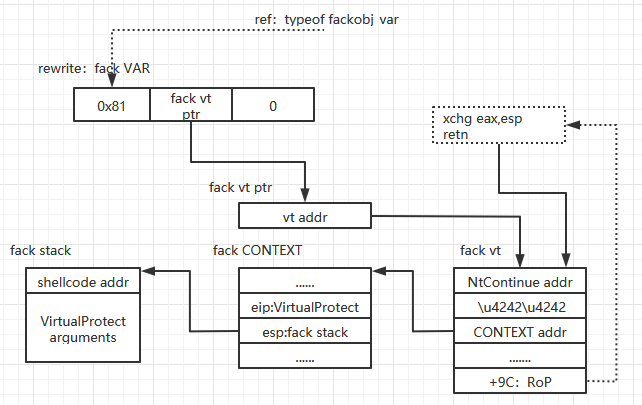 ref: typeof fackobj var
rewrite: fack VAR
0x81
fack vt
ptr
0
xchg eax,esp
retn
fack vt ptr
vt addr
fack stack
fack CONTEXT
fack vt
shellcode addr
VirtualProtect
arguments
......
eip:VirtualProtect
esp:fack stack
......
NtContinue addr
\u4242\u4242
CONTEXT addr
.......
+9C: RoP